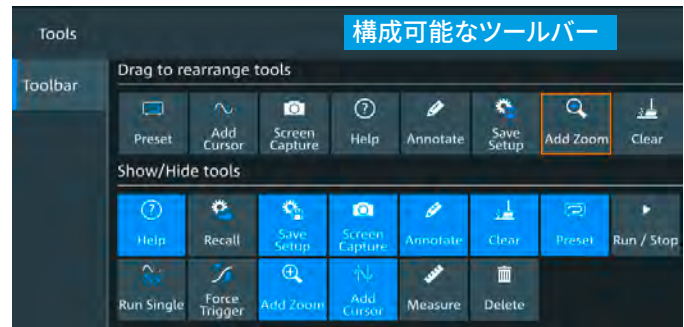 Tools
構成可能なツールバー
Toolbar
Drag to rearrange tools
Preset
Add Cursor
Screen Capture
Help
Annotate
Save Setup
Add Zoom
Clear
Show/Hide tools
Help
Recall
Save Setup
Screen Capture
Annotate
Clear
Preset
Run / Stop
Run Single
Force Trigger
Add Zoom
Add Cursor
Measure
Delete